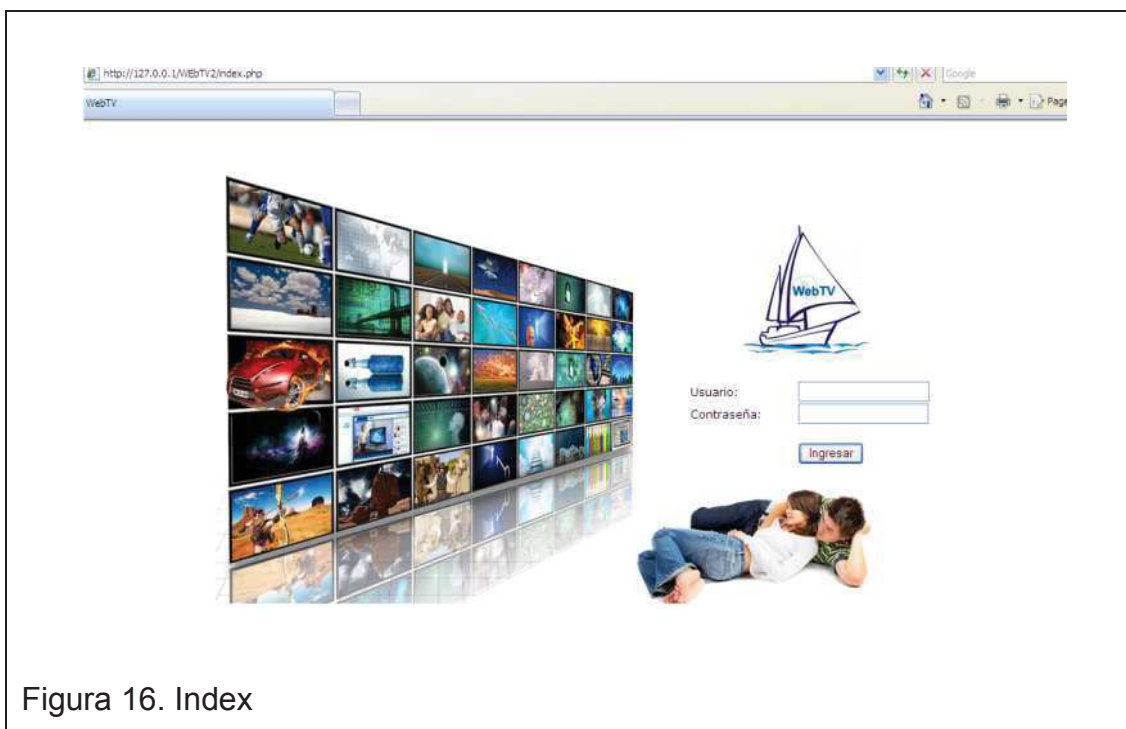 http://127.0.0.1/WEbTV2/index.php
Google
WebTV
Page
WebTV
Usuario:
Contraseña:
Ingresar
Figura 16. Index